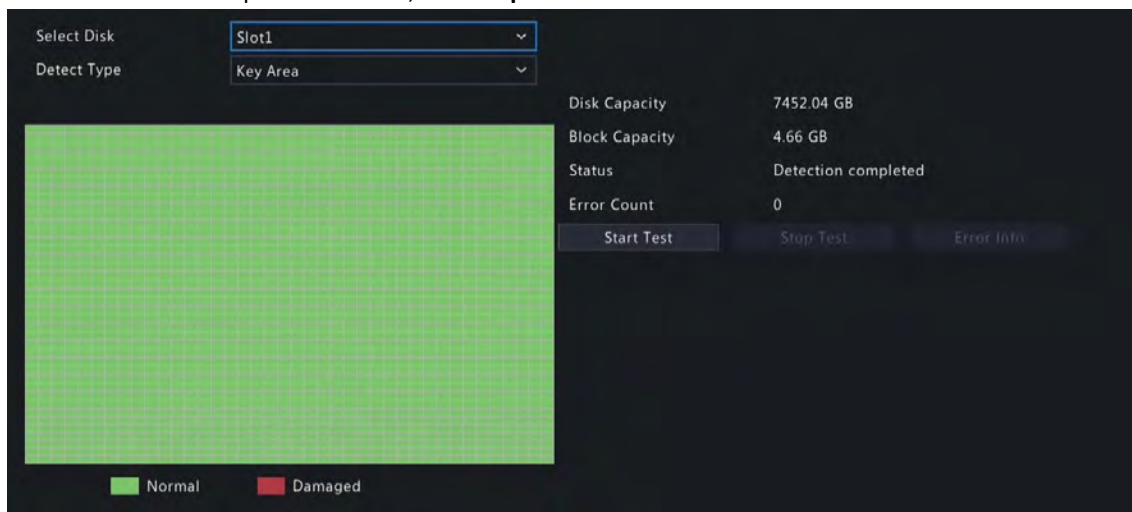 Select Disk Slot1
Detect Type Key Area
Disk Capacity 7452.04 GB
Block Capacity 4.66 GB
Status Detection completed
Error Count 0
Start Test Stop Test Error Info
Normal Damaged